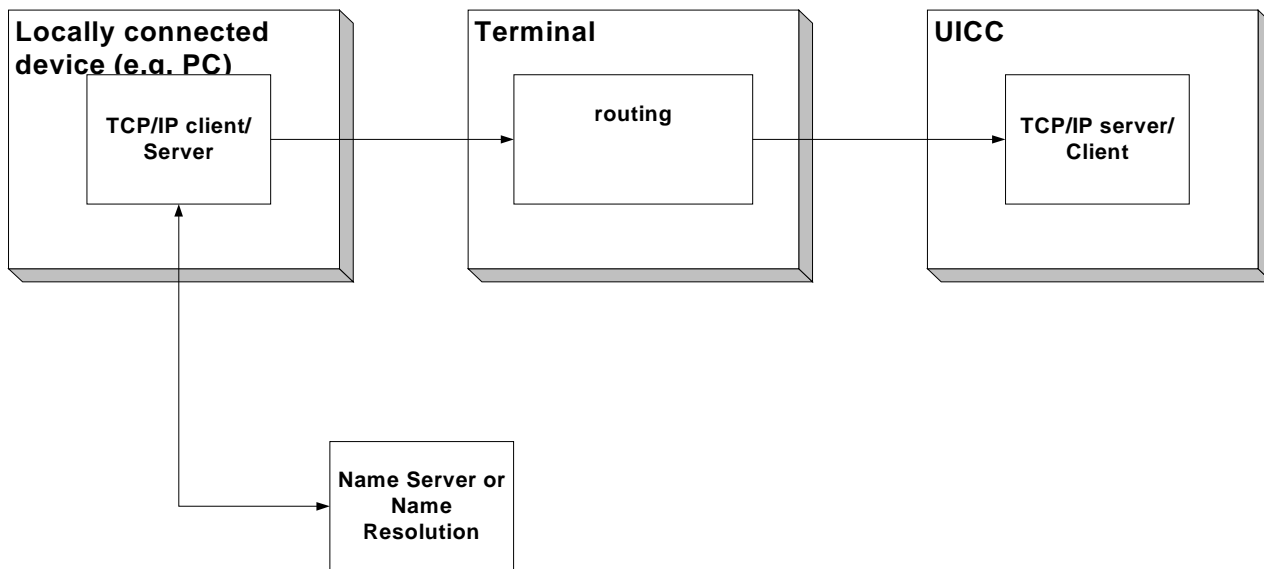 Locally connected
device (e.g. PC)
TCP/IP client/
Server
Terminal
routing
UICC
TCP/IP server/
Client
Name Server or
Name
Resolution